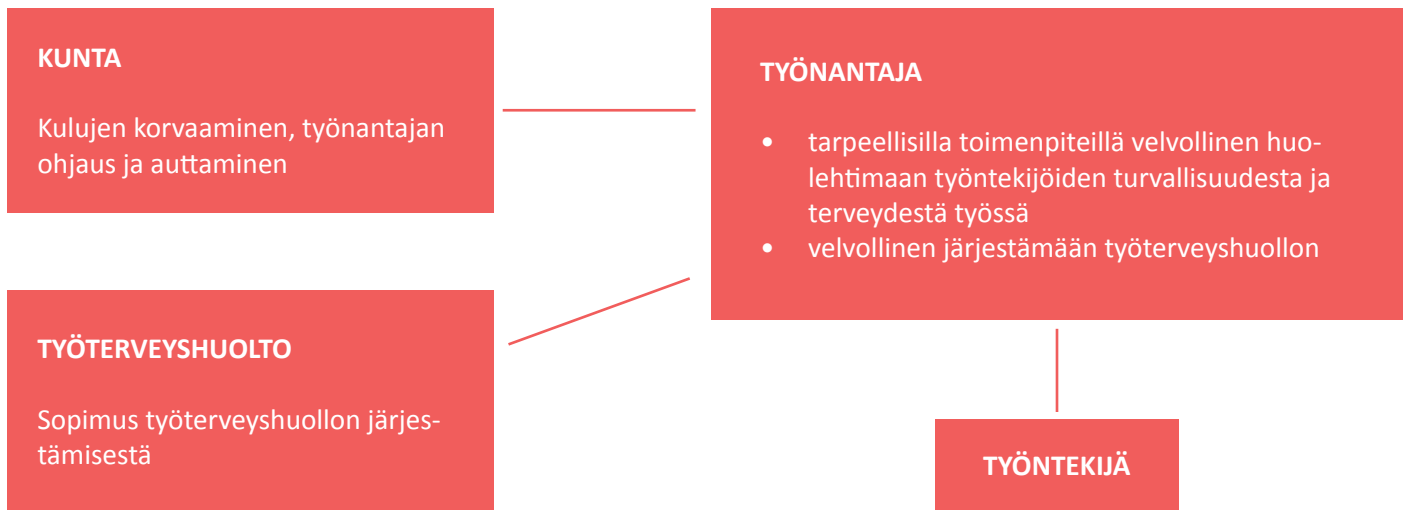 KUNTA
Kulujen korvaaminen, työnantajan
ohjaus ja auttaminen
TYÖNANTAJA
• tarpeellisilla toimenpiteillä velvollinen huo-
lehtimaan työntekijöiden turvallisuudesta ja
terveydestä työssä
• velvollinen järjestämään työterveyshuollon
TYÖTERVEYSHUOLTO
Sopimus työterveyshuollon järjes-
tämisestä
TYÖNTEKIJÄ